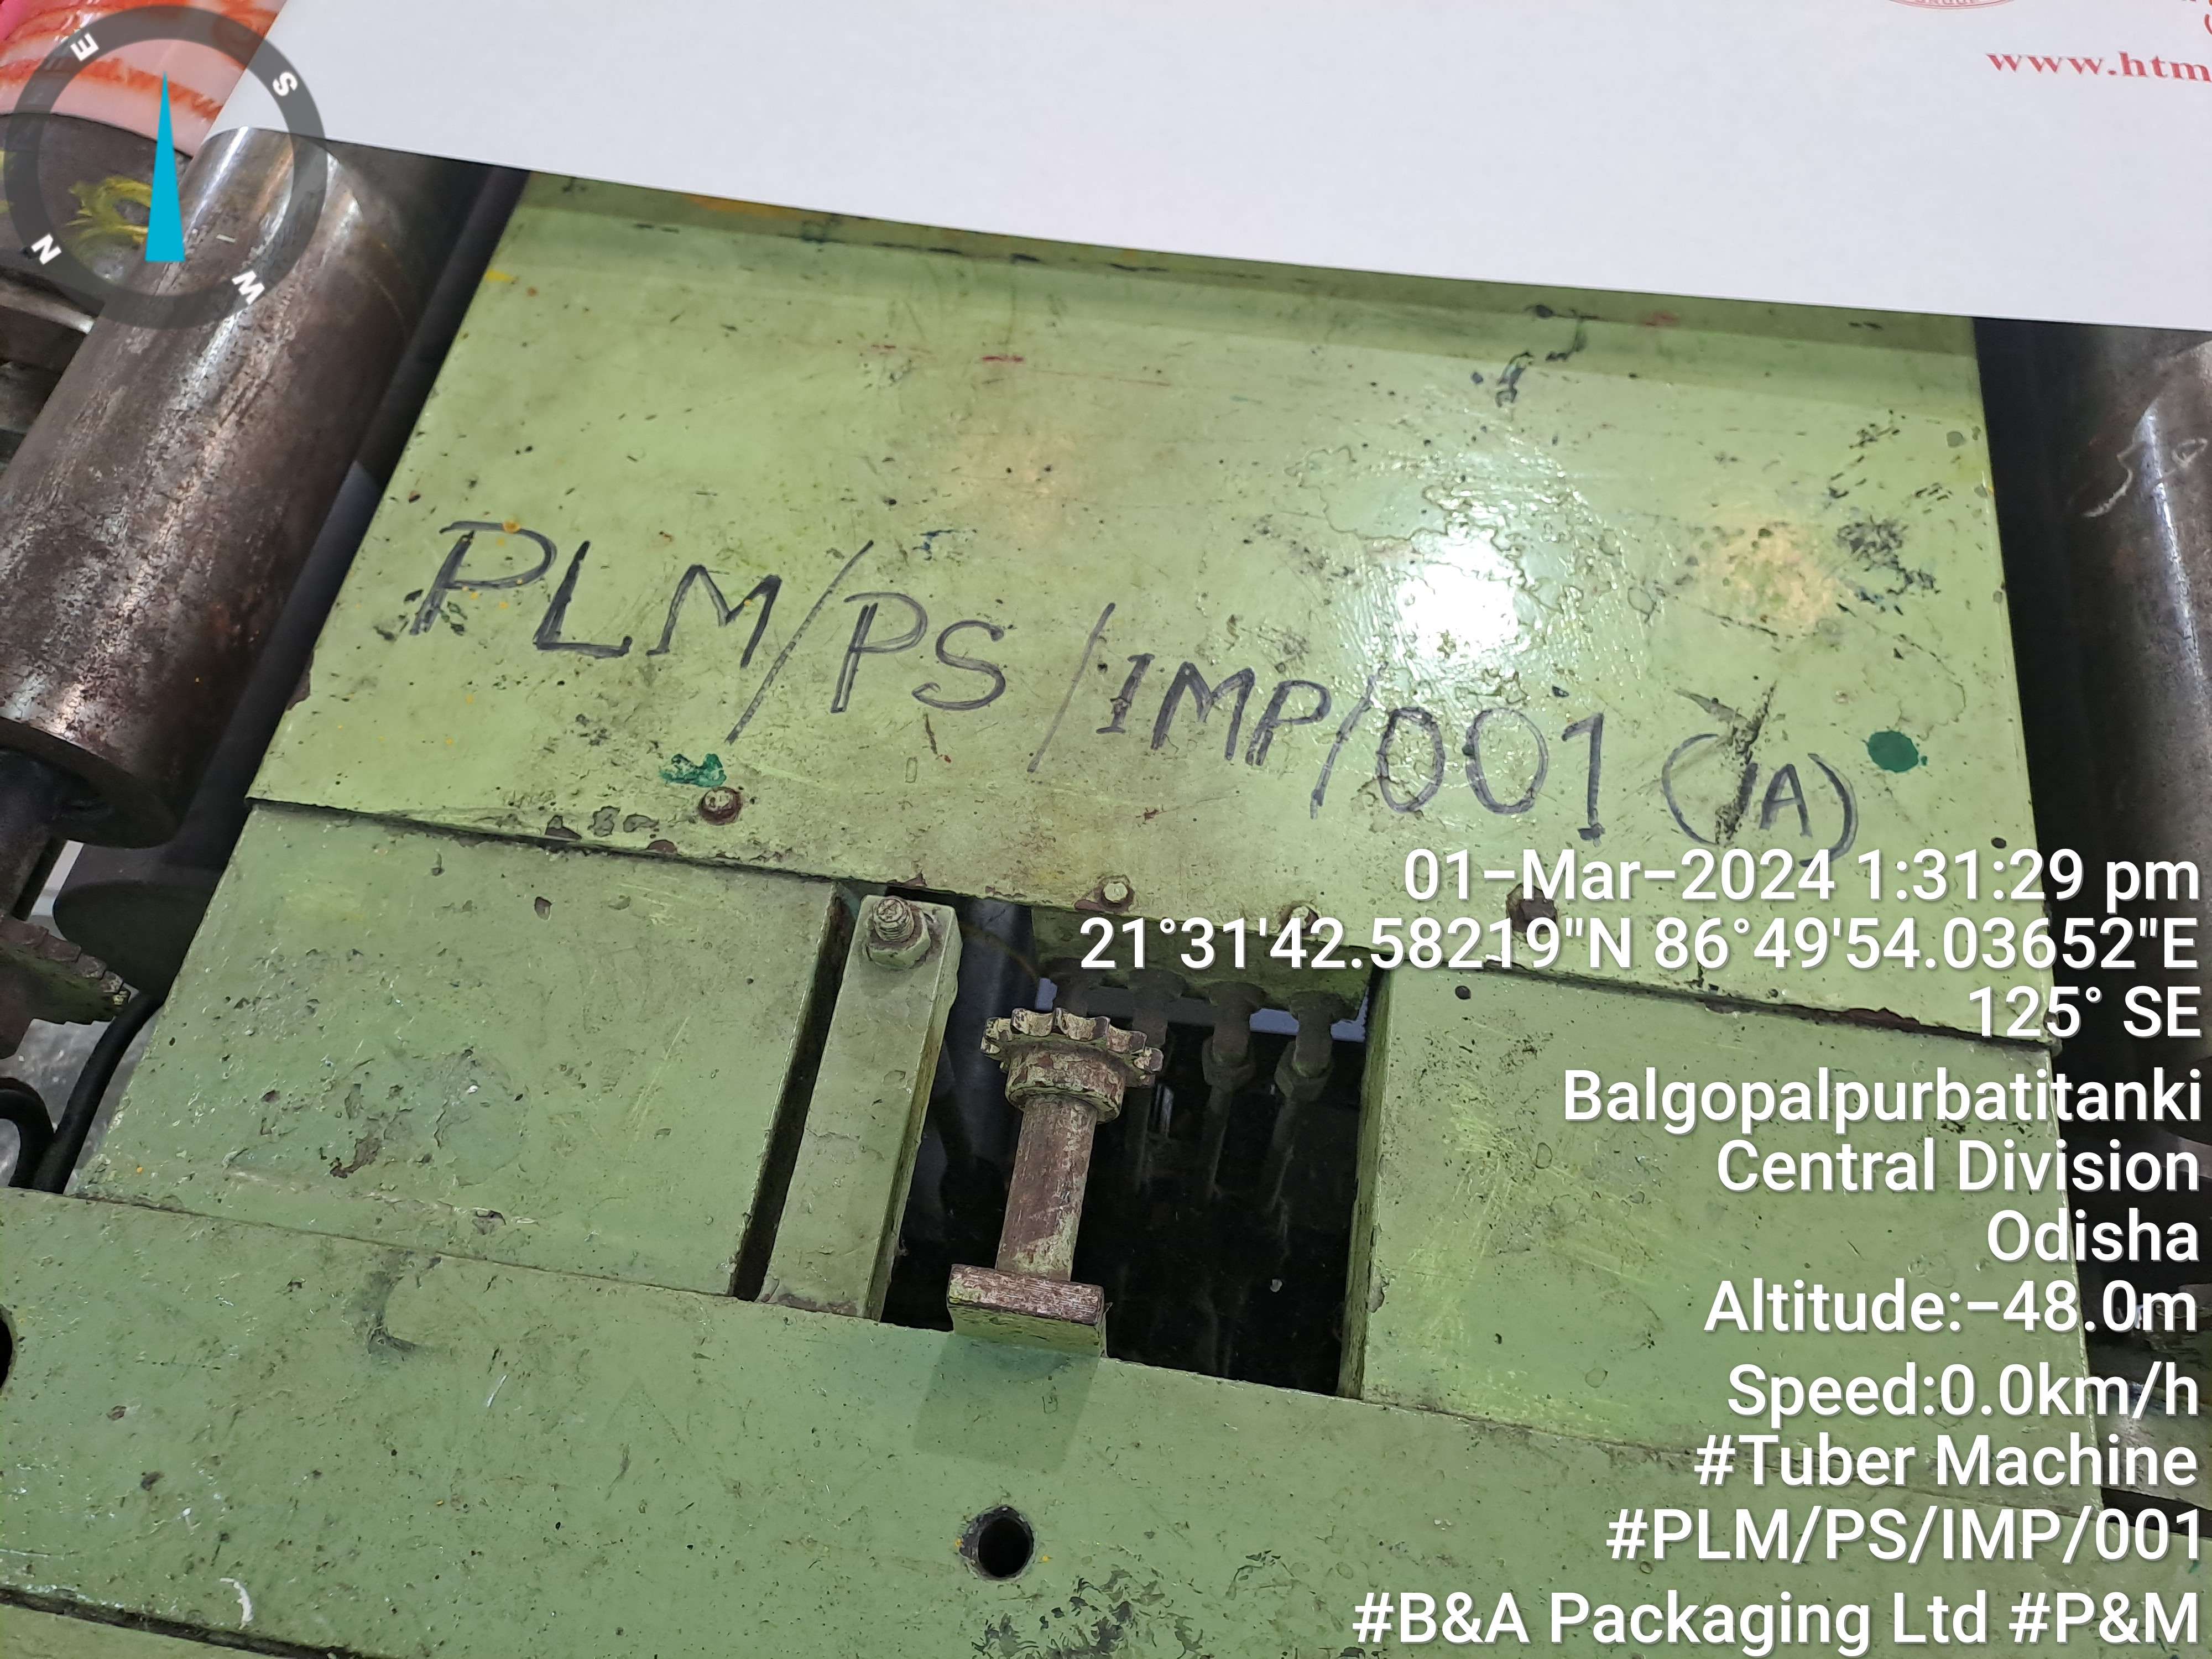 www.htm
PLM/PS/IMP/001 (1A)
01-Mar-2024 1:31:29 pm
21°31'42.58219"N 86°49'54.03652"E
125° SE
Balgopalpurbatitanki
Central Division
Odisha
Altitude:-48.0m
Speed:0.0km/h
#Tuber Machine
#PLM/PS/IMP/001
#B&A Packaging Ltd #P&M
E
S
N
W